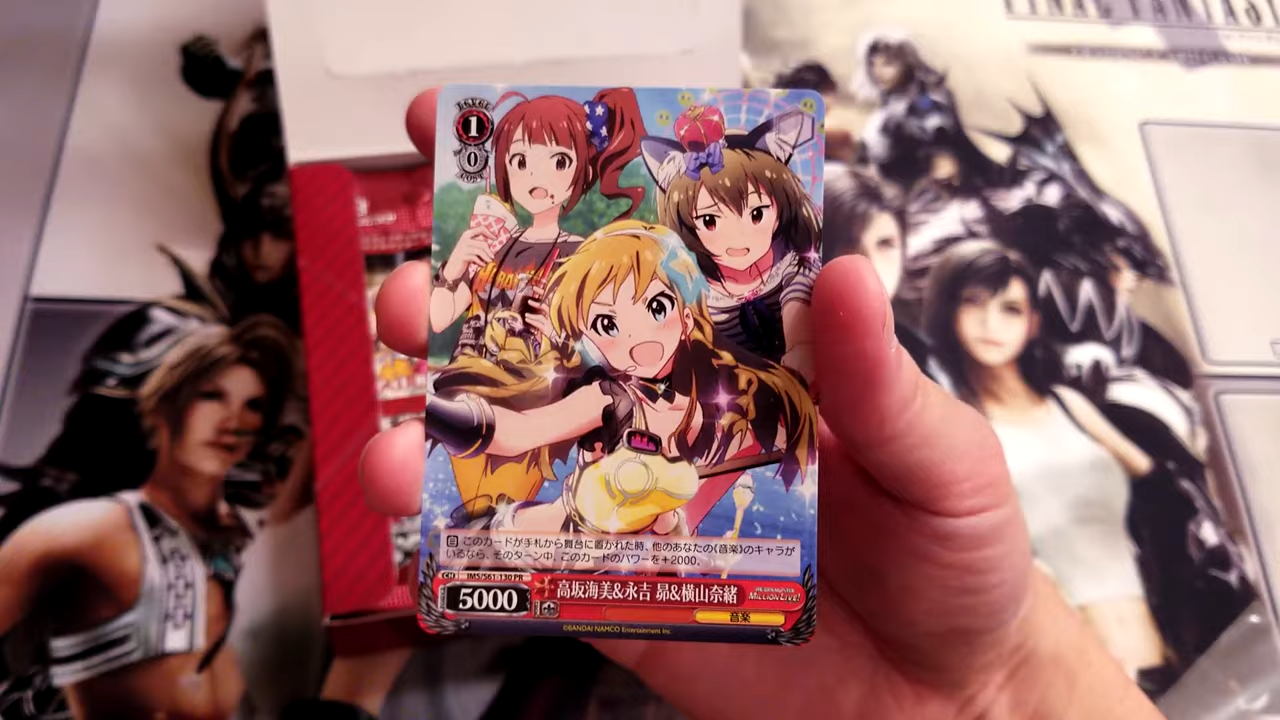 FINAL FANTASY
LEVEL
1
0
COST
このカードが手札から舞台に置かれた時、他のあなたの《音楽》のキャラが
いるなら、そのターン中、このカードのパワーを+2000。
CH IMS/S61-130 PR
5000
高坂海美&永吉 昴&横山奈緒
THE IDOLM@STER
MILLION LIVE!
音楽
©BANDAI NAMCO Entertainment Inc.